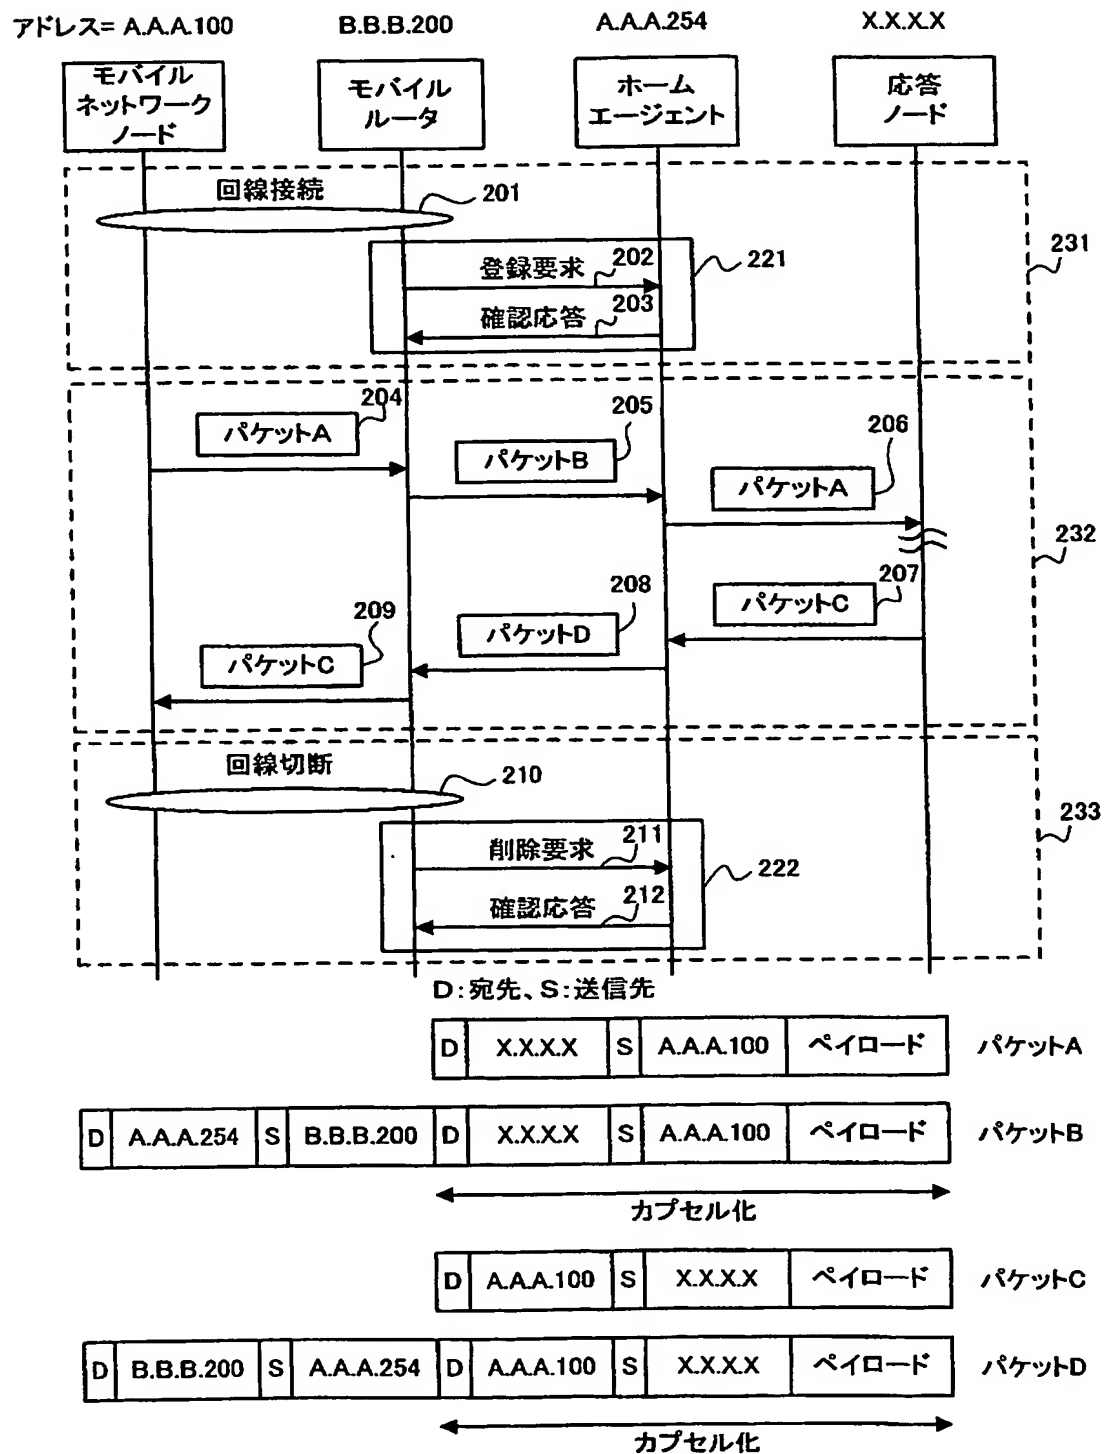 アドレス= A.A.A.100 B.B.B.200 A.A.A.254 X.X.X.X
モバイル
ネットワーク
ノード
モバイル
ルータ
ホーム
エージェント
応答
ノード
回線接続
201
231
登録要求
202
221
確認応答
203
232
パケットA
204
パケットB
205
パケットA
206
パケットC
207
パケットD
208
パケットC
209
回線切断
210
233
削除要求
211
222
確認応答
212
D:宛先、S:送信先
D X.X.X.X S A.A.A.100 ペイロード パケットA
D A.A.A.254 S B.B.B.200 D X.X.X.X S A.A.A.100 ペイロード パケットB
カプセル化
D A.A.A.100 S X.X.X.X ペイロード パケットC
D B.B.B.200 S A.A.A.254 D A.A.A.100 S X.X.X.X ペイロード パケットD
カプセル化